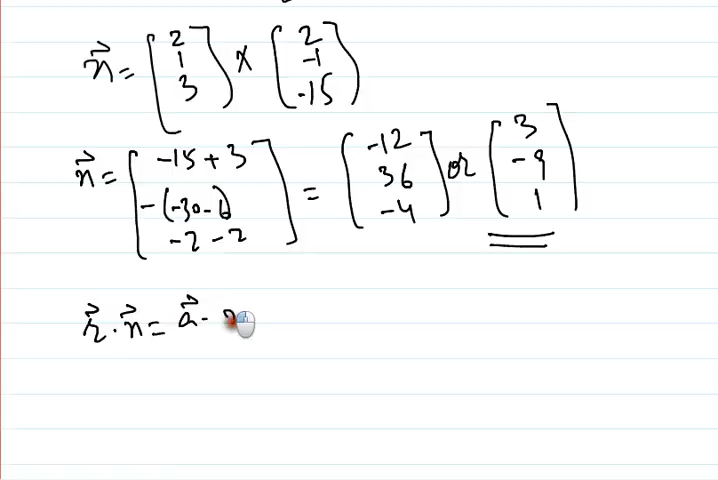 n⃗ = [2 1 3] × [2 -1 -15]
n⃗ = [-15+3 -(-30-6) -2-2] = [-12 36 -4] or [3 -9 1]
r⃗ · n⃗ = a⃗ ·